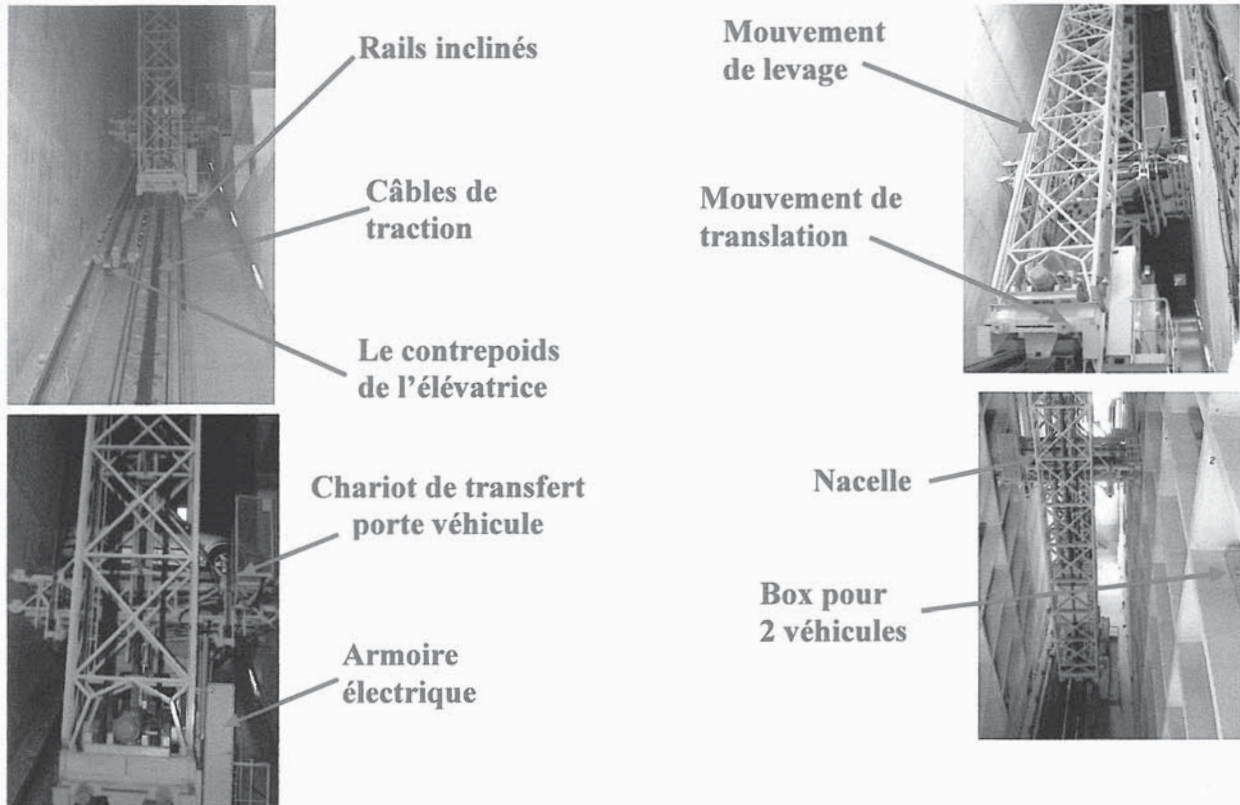 Rails inclinés
Câbles de
traction
Le contrepoids
de l'élévatrice
Chariot de transfert
porte véhicule
Armoire
électrique
Mouvement
de levage
Mouvement de
translation
Nacelle
Box pour
2 véhicules
2